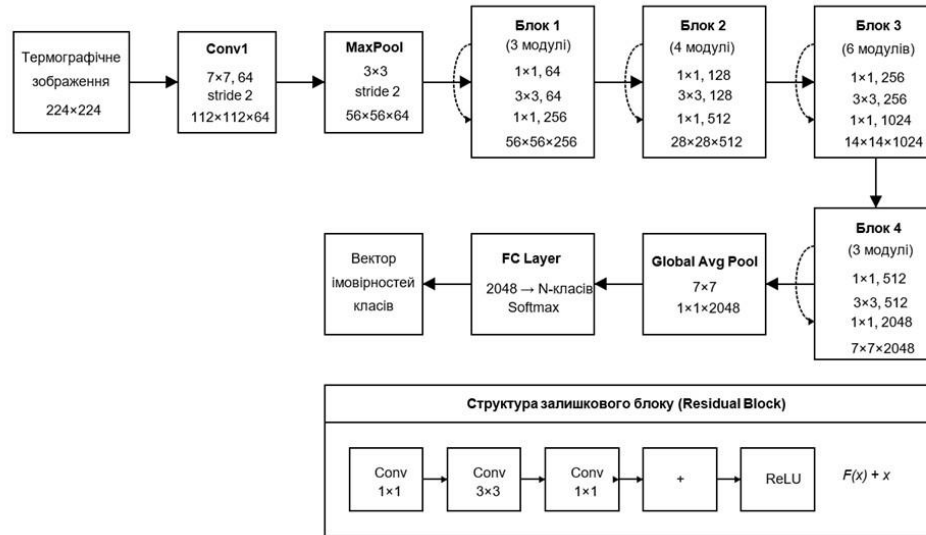 Термографічне
зображення
224×224
Conv1
7×7, 64
stride 2
112×112×64
MaxPool
3×3
stride 2
56×56×64
Блок 1
(3 модулі)
1×1, 64
3×3, 64
1×1, 256
56×56×256
Блок 2
(4 модулі)
1×1, 128
3×3, 128
1×1, 512
28×28×512
Блок 3
(6 модулів)
1×1, 256
3×3, 256
1×1, 1024
14×14×1024
Блок 4
(3 модулі)
1×1, 512
3×3, 512
1×1, 2048
7×7×2048
Global Avg Pool
7×7
1×1×2048
FC Layer
2048 → N-класів
Softmax
Вектор
імовірностей
класів
Структура залишкового блоку (Residual Block)
Conv
1×1
Conv
3×3
Conv
1×1
+
ReLU
F(x) + x